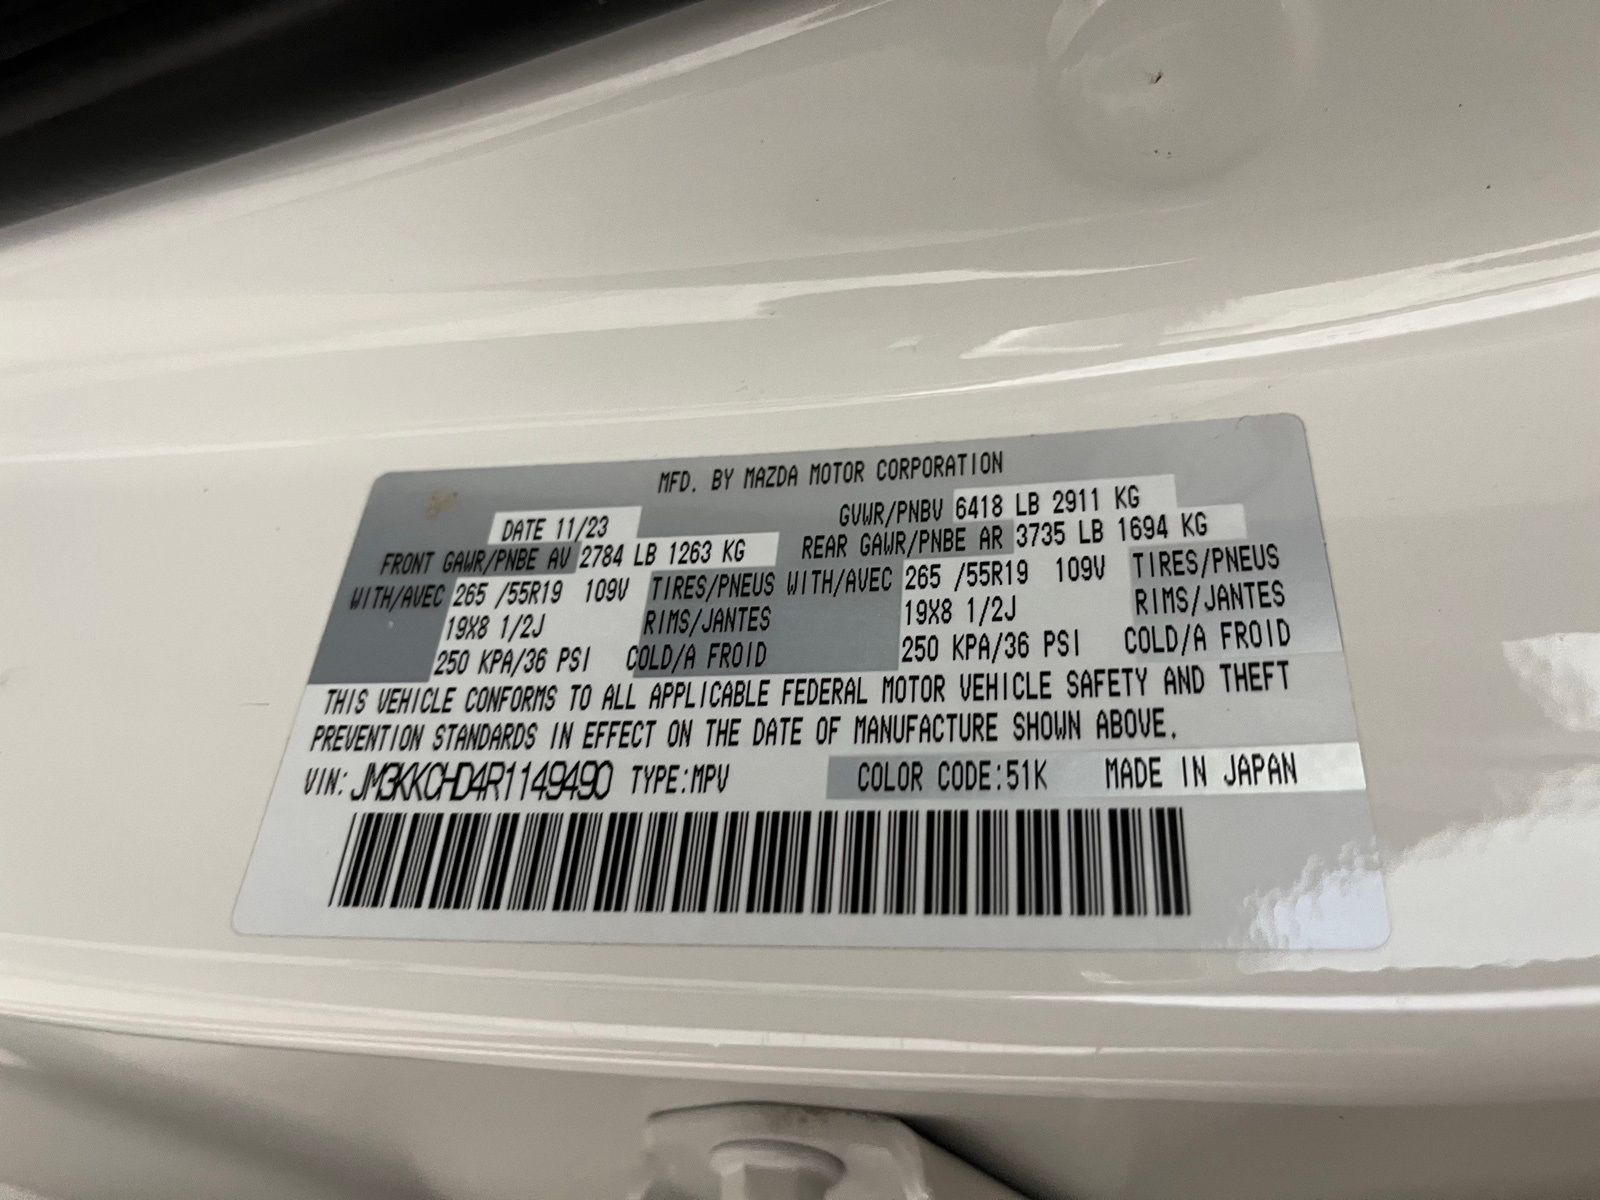 MFD. BY MAZDA MOTOR CORPORATION
DATE 11/23 GVWR/PNBV 6418 LB 2911 KG
FRONT GAWR/PNBE AV 2784 LB 1263 KG REAR GAWR/PNBE AR 3735 LB 1694 KG
WITH/AVEC 265 /55R19 109V TIRES/PNEUS WITH/AVEC 265 /55R19 109V TIRES/PNEUS
19X8 1/2J RIMS/JANTES 19X8 1/2J RIMS/JANTES
250 KPA/36 PSI COLD/A FROID 250 KPA/36 PSI COLD/A FROID
THIS VEHICLE CONFORMS TO ALL APPLICABLE FEDERAL MOTOR VEHICLE SAFETY AND THEFT
PREVENTION STANDARDS IN EFFECT ON THE DATE OF MANUFACTURE SHOWN ABOVE.
VIN: JM3KKCHD4R1149490 TYPE:MPV COLOR CODE:51K MADE IN JAPAN